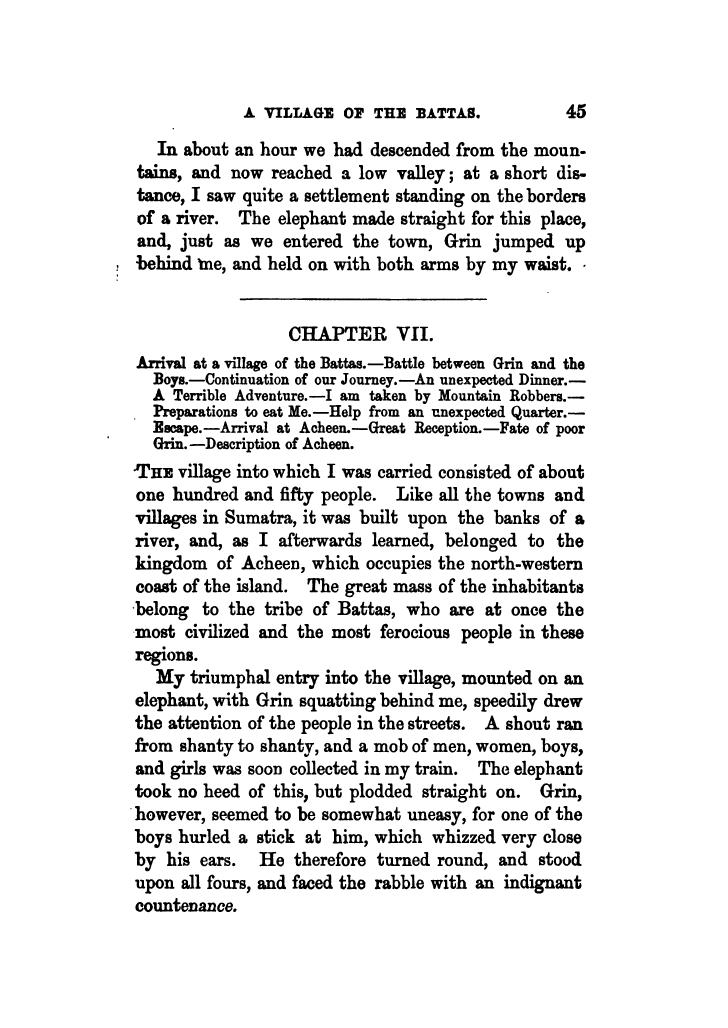 A VILLAGE OF THE BATTAS. 45
In about an hour we had descended from the moun-
tains, and now reached a low valley; at a short dis-
tance, I saw quite a settlement standing on the borders
of a river. The elephant made straight for this place,
and, just as we entered the town, Grin jumped up
behind me, and held on with both arms by my waist.
CHAPTER VII.
Arrival at a village of the Battas.—Battle between Grin and the
Boys.—Continuation of our Journey.—An unexpected Dinner.—
A Terrible Adventure.—I am taken by Mountain Robbers.—
Preparations to eat Me.—Help from an unexpected Quarter.—
Escape.—Arrival at Acheen.—Great Reception.—Fate of poor
Grin.—Description of Acheen.
THE village into which I was carried consisted of about
one hundred and fifty people. Like all the towns and
villages in Sumatra, it was built upon the banks of a
river, and, as I afterwards learned, belonged to the
kingdom of Acheen, which occupies the north-western
coast of the island. The great mass of the inhabitants
belong to the tribe of Battas, who are at once the
most civilized and the most ferocious people in these
regions.
My triumphal entry into the village, mounted on an
elephant, with Grin squatting behind me, speedily drew
the attention of the people in the streets. A shout ran
from shanty to shanty, and a mob of men, women, boys,
and girls was soon collected in my train. The elephant
took no heed of this, but plodded straight on. Grin,
however, seemed to be somewhat uneasy, for one of the
boys hurled a stick at him, which whizzed very close
by his ears. He therefore turned round, and stood
upon all fours, and faced the rabble with an indignant
countenance.